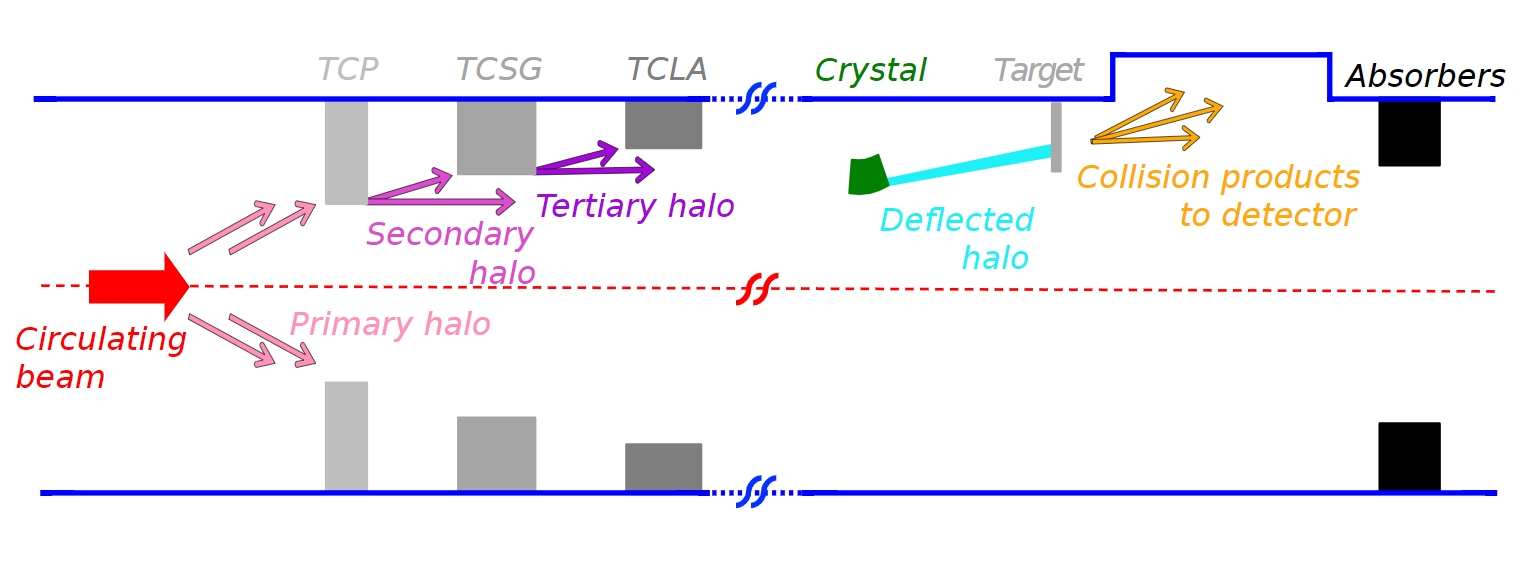 TCP
TCSG
TCLA
Crystal
Target
Absorbers
Collision products
to detector
Tertiary halo
Secondary
halo
Deflected
halo
Primary halo
Circulating
beam